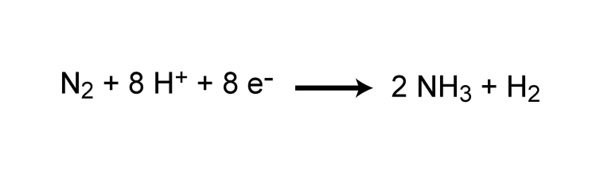 N₂ + 8 H⁺ + 8 e⁻ ⟶ 2 NH₃ + H₂